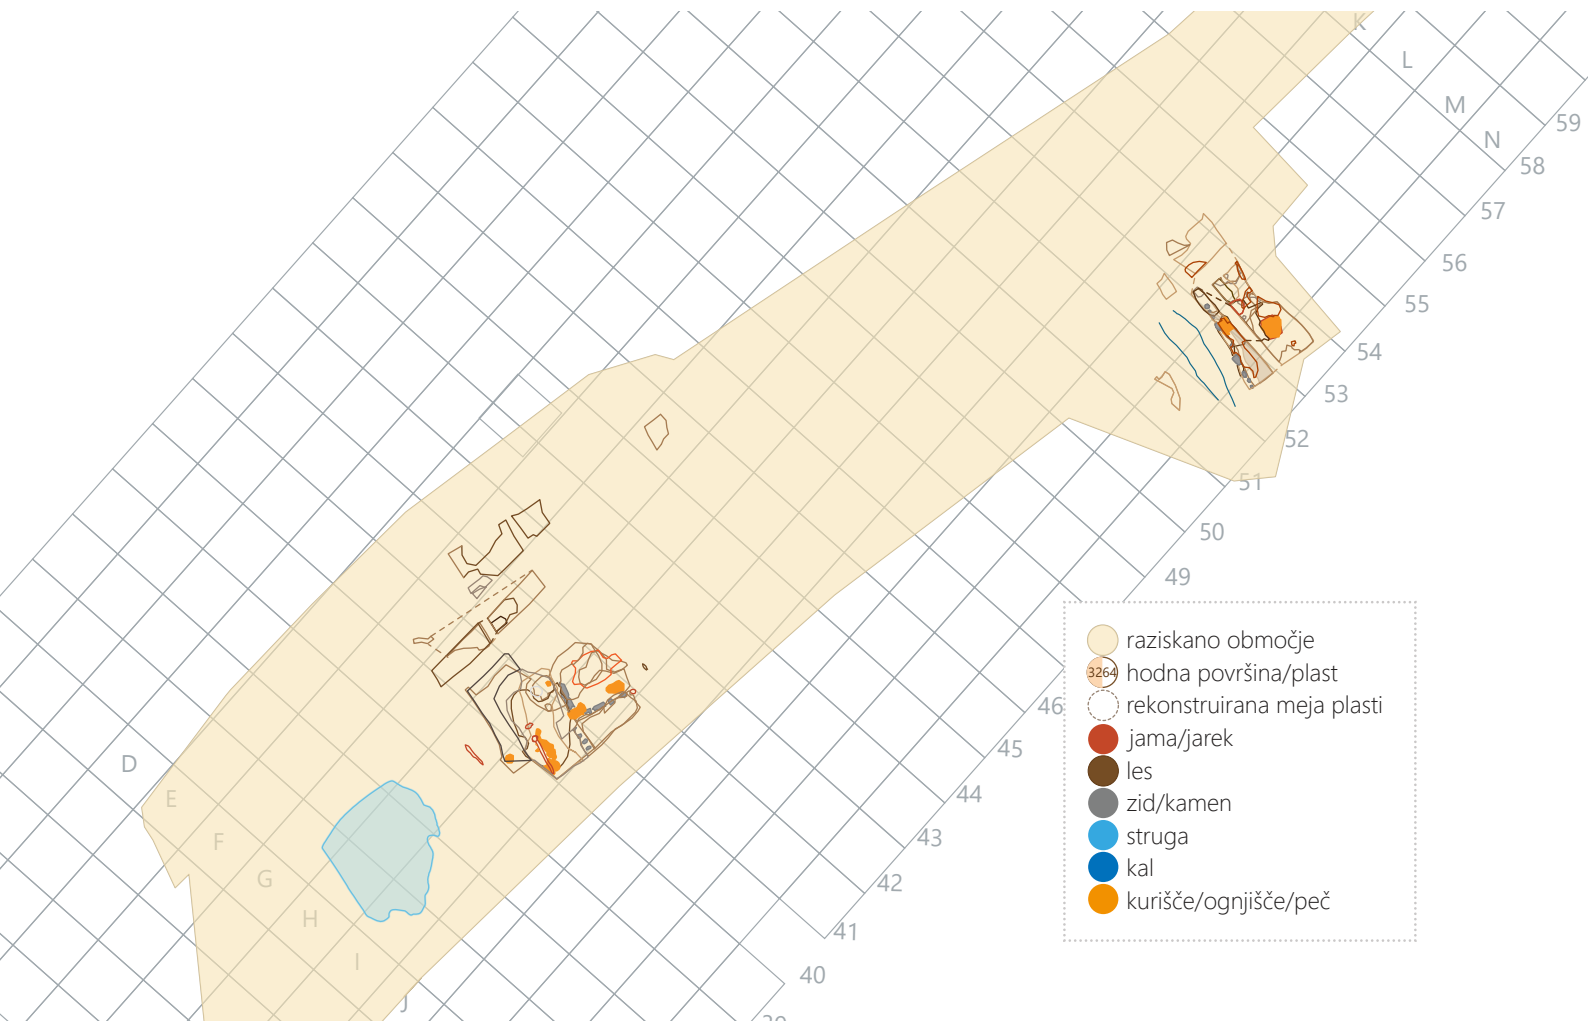 K
L
M
N
59
58
57
56
55
54
53
52
51
50
49
46
45
44
43
42
41
40
39
D
E
F
G
H
I
J
raziskano območje
3264 hodna površina/plast
rekonstruirana meja plasti
jama/jarek
les
zid/kamen
struga
kal
kurišče/ognjišče/peč